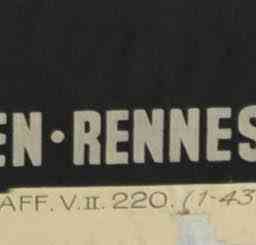 EN·RENNES
AFF. V. II. 220. (1-43